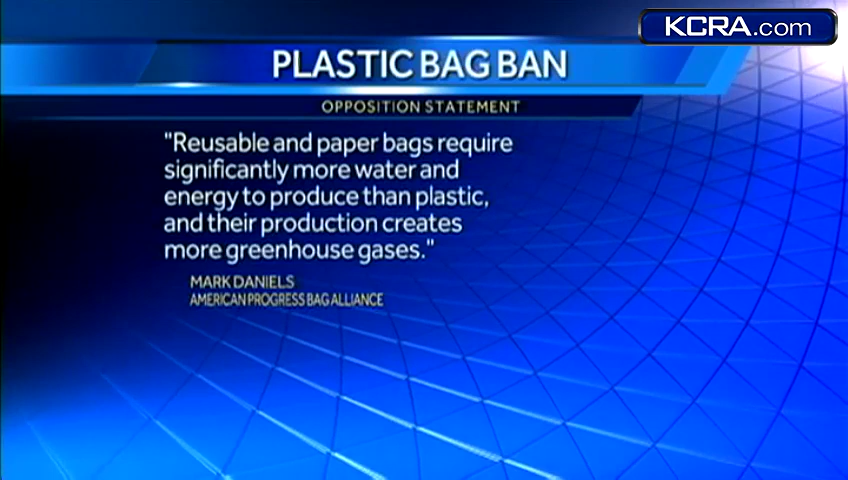 KCRA.com
PLASTIC BAG BAN
OPPOSITION STATEMENT
"Reusable and paper bags require
significantly more water and
energy to produce than plastic,
and their production creates
more greenhouse gases."
MARK DANIELS
AMERICAN PROGRESS BAG ALLIANCE